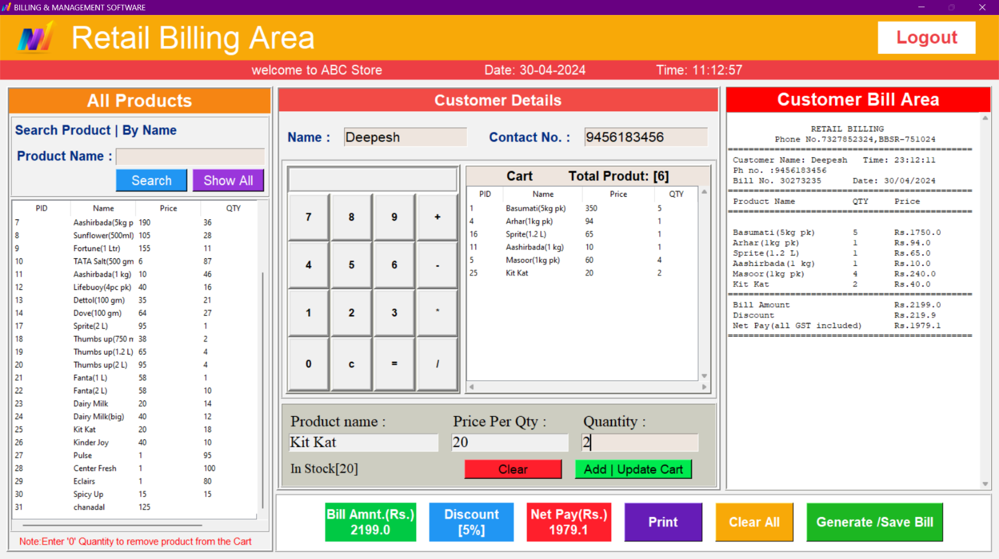 BILLING & MANAGEMENT SOFTWARE
Retail Billing Area
Logout
welcome to ABC Store Date: 30-04-2024 Time: 11:12:57
All Products
Search Product | By Name
Product Name :
Search Show All
PID Name Price QTY
7 Aashirbada(5kg p 190 36
8 Sunflower(500ml) 105 28
9 Fortune(1 Ltr) 155 11
10 TATA Salt(500 gm 6 87
11 Aashirbada(1 kg) 10 46
12 Lifebuoy(4pc pk) 40 16
13 Dettol(100 gm) 35 21
14 Dove(100 gm) 64 27
17 Sprite(2 L) 95 1
18 Thumbs up(750 m 38 2
19 Thumbs up(1.2 L) 65 4
20 Thumbs up(2 L) 95 4
21 Fanta(1 L) 58 1
22 Fanta(2 L) 58 10
23 Dairy Milk 20 14
24 Dairy Milk(big) 40 12
25 Kit Kat 20 18
26 Kinder Joy 40 10
27 Pulse 1 95
28 Center Fresh 1 100
29 Eclairs 1 80
30 Spicy Up 15 15
31 chanadal 125
Note:Enter '0' Quantity to remove product from the Cart
Customer Details
Name : Deepesh Contact No. : 9456183456
7 8 9 +
4 5 6 -
1 2 3 *
0 c = /
Cart Total Produt: [6]
PID Name Price QTY
1 Basumati(5kg pk) 350 5
4 Arhar(1kg pk) 94 1
16 Sprite(1.2 L) 65 1
11 Aashirbada(1 kg) 10 1
5 Masoor(1kg pk) 60 4
25 Kit Kat 20 2
Product name : Price Per Qty : Quantity :
Kit Kat 20 2
In Stock[20] Clear Add | Update Cart
Customer Bill Area
RETAIL BILLING
Phone No.7327852324,BBSR-751024
==============================================
Customer Name: Deepesh Time: 23:12:11
Ph no. :9456183456
Bill No. 30273235 Date: 30/04/2024
==============================================
Product Name QTY Price
==============================================
Basumati(5kg pk) 5 Rs.1750.0
Arhar(1kg pk) 1 Rs.94.0
Sprite(1.2 L) 1 Rs.65.0
Aashirbada(1 kg) 1 Rs.10.0
Masoor(1kg pk) 4 Rs.240.0
Kit Kat 2 Rs.40.0
==============================================
Bill Amount Rs.2199.0
Discount Rs.219.9
Net Pay(all GST included) Rs.1979.1
==============================================
Bill Amnt.(Rs.)
2199.0
Discount
[5%]
Net Pay(Rs.)
1979.1
Print
Clear All
Generate /Save Bill